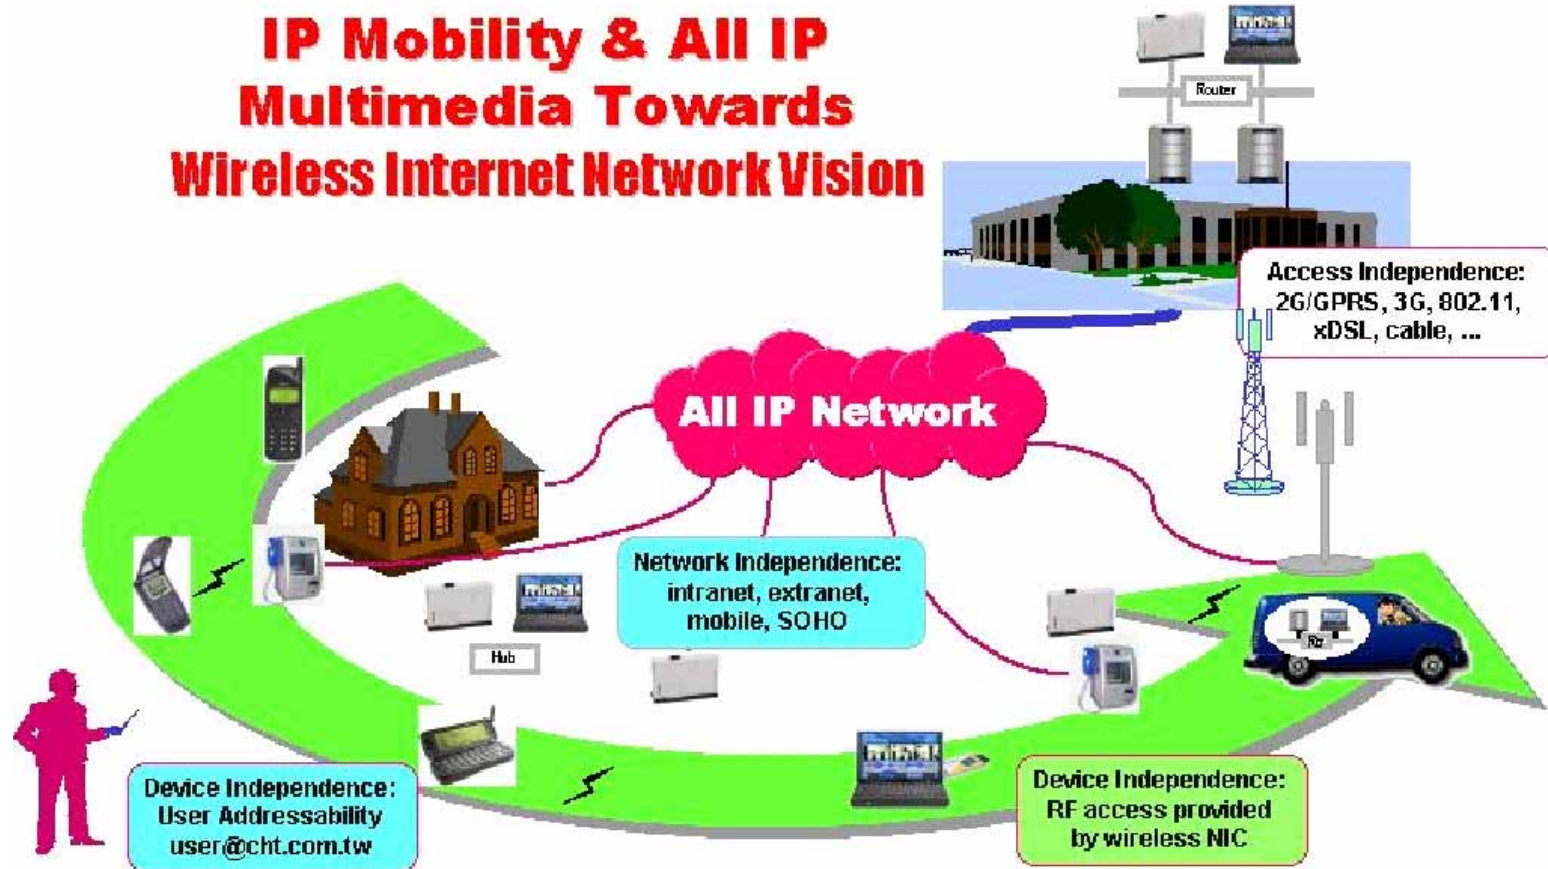 IP Mobility & All IP
Multimedia Towards
Wireless Internet Network Vision
Router
Access Independence:
2G/GPRS, 3G, 802.11,
xDSL, cable, ...
All IP Network
Network Independence:
intranet, extranet,
mobile, SOHO
Hub
Device Independence:
User Addressability
user@cht.com.tw
Device Independence:
RF access provided
by wireless NIC